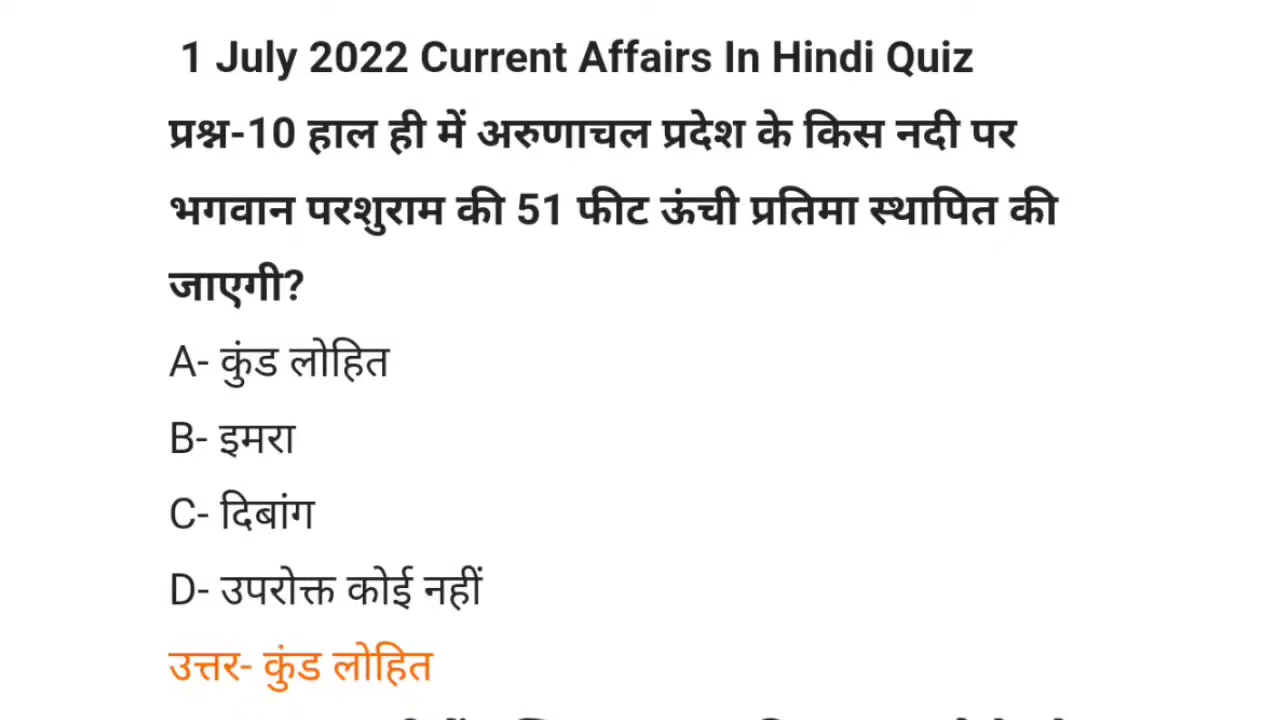 1 July 2022 Current Affairs In Hindi Quiz
प्रश्न-10 हाल ही में अरुणाचल प्रदेश के किस नदी पर
भगवान परशुराम की 51 फीट ऊंची प्रतिमा स्थापित की
जाएगी?
A- कुंड लोहित
B- इमरा
C- दिबांग
D- उपरोक्त कोई नहीं
उत्तर- कुंड लोहित